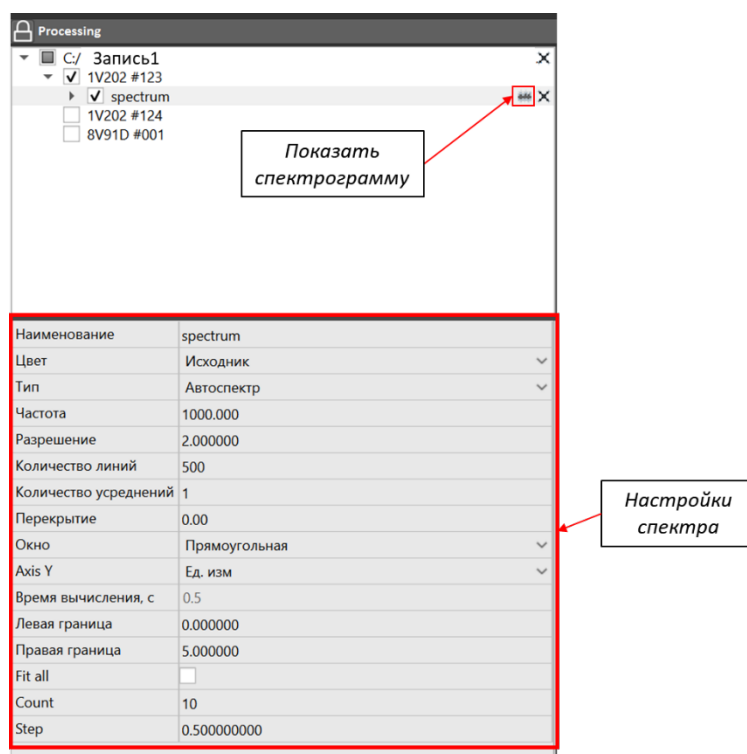 Processing
C:/ Запись1
1V202 #123
spectrum
1V202 #124
8V91D #001
Показать
спектрограмму
Наименование spectrum
Цвет Исходник
Тип Автоспектр
Частота 1000.000
Разрешение 2.000000
Количество линий 500
Количество усреднений 1
Перекрытие 0.00
Окно Прямоугольная
Axis Y Ед. изм
Время вычисления, с 0.5
Левая граница 0.000000
Правая граница 5.000000
Fit all
Count 10
Step 0.500000000
Настройки
спектра